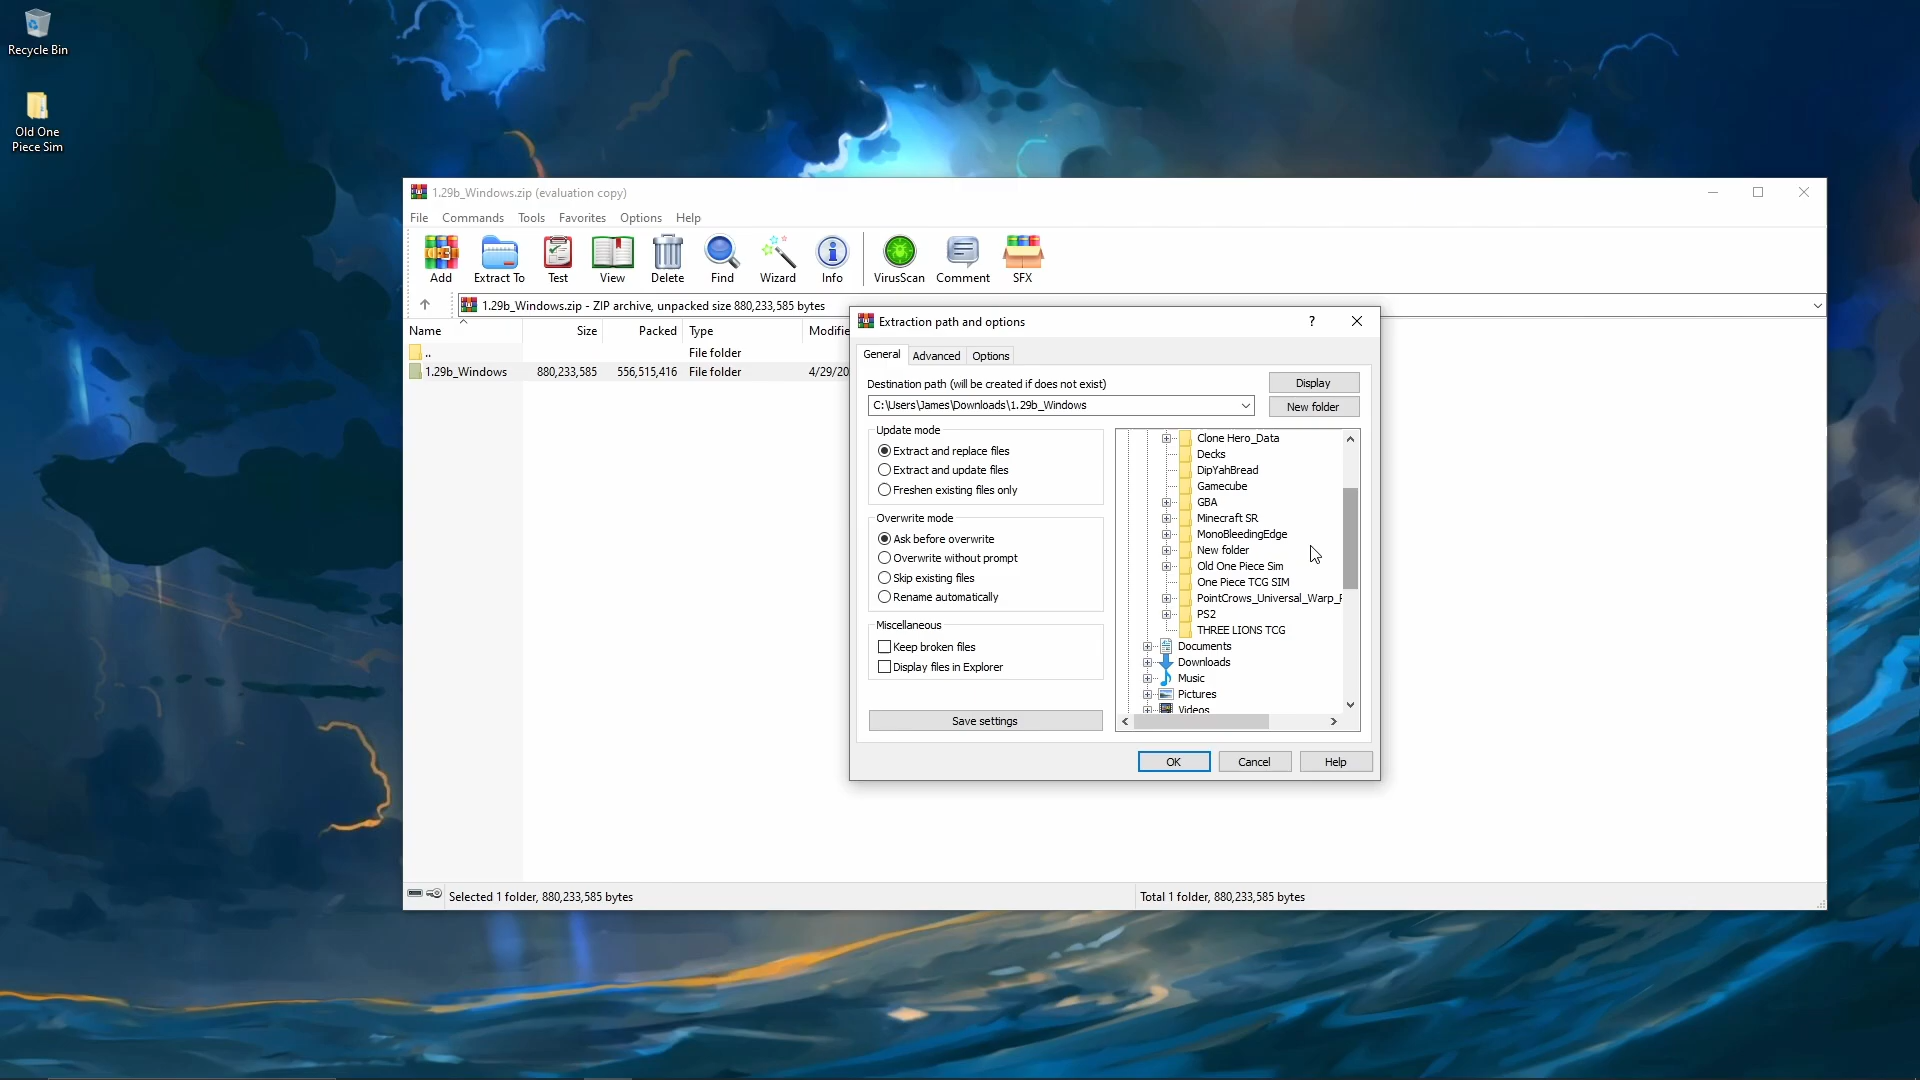 Recycle Bin
Old One
Piece Sim
1.29b_Windows.zip (evaluation copy)
File Commands Tools Favorites Options Help
Add Extract To Test View Delete Find Wizard Info VirusScan Comment SFX
1.29b_Windows.zip - ZIP archive, unpacked size 880,233,585 bytes
Name Size Packed Type Modifie
.. File folder
1.29b_Windows 880,233,585 556,515,416 File folder 4/29/20
Extraction path and options
General Advanced Options
Destination path (will be created if does not exist)
Display
C:\Users\James\Downloads\1.29b_Windows
New folder
Update mode
Extract and replace files
Extract and update files
Freshen existing files only
Overwrite mode
Ask before overwrite
Overwrite without prompt
Skip existing files
Rename automatically
Miscellaneous
Keep broken files
Display files in Explorer
Save settings
Clone Hero_Data
Decks
DipYahBread
Gamecube
GBA
Minecraft SR
MonoBleedingEdge
New folder
Old One Piece Sim
One Piece TCG SIM
PointCrows_Universal_Warp_F
PS2
THREE LIONS TCG
Documents
Downloads
Music
Pictures
Videos
OK Cancel Help
Selected 1 folder, 880,233,585 bytes
Total 1 folder, 880,233,585 bytes